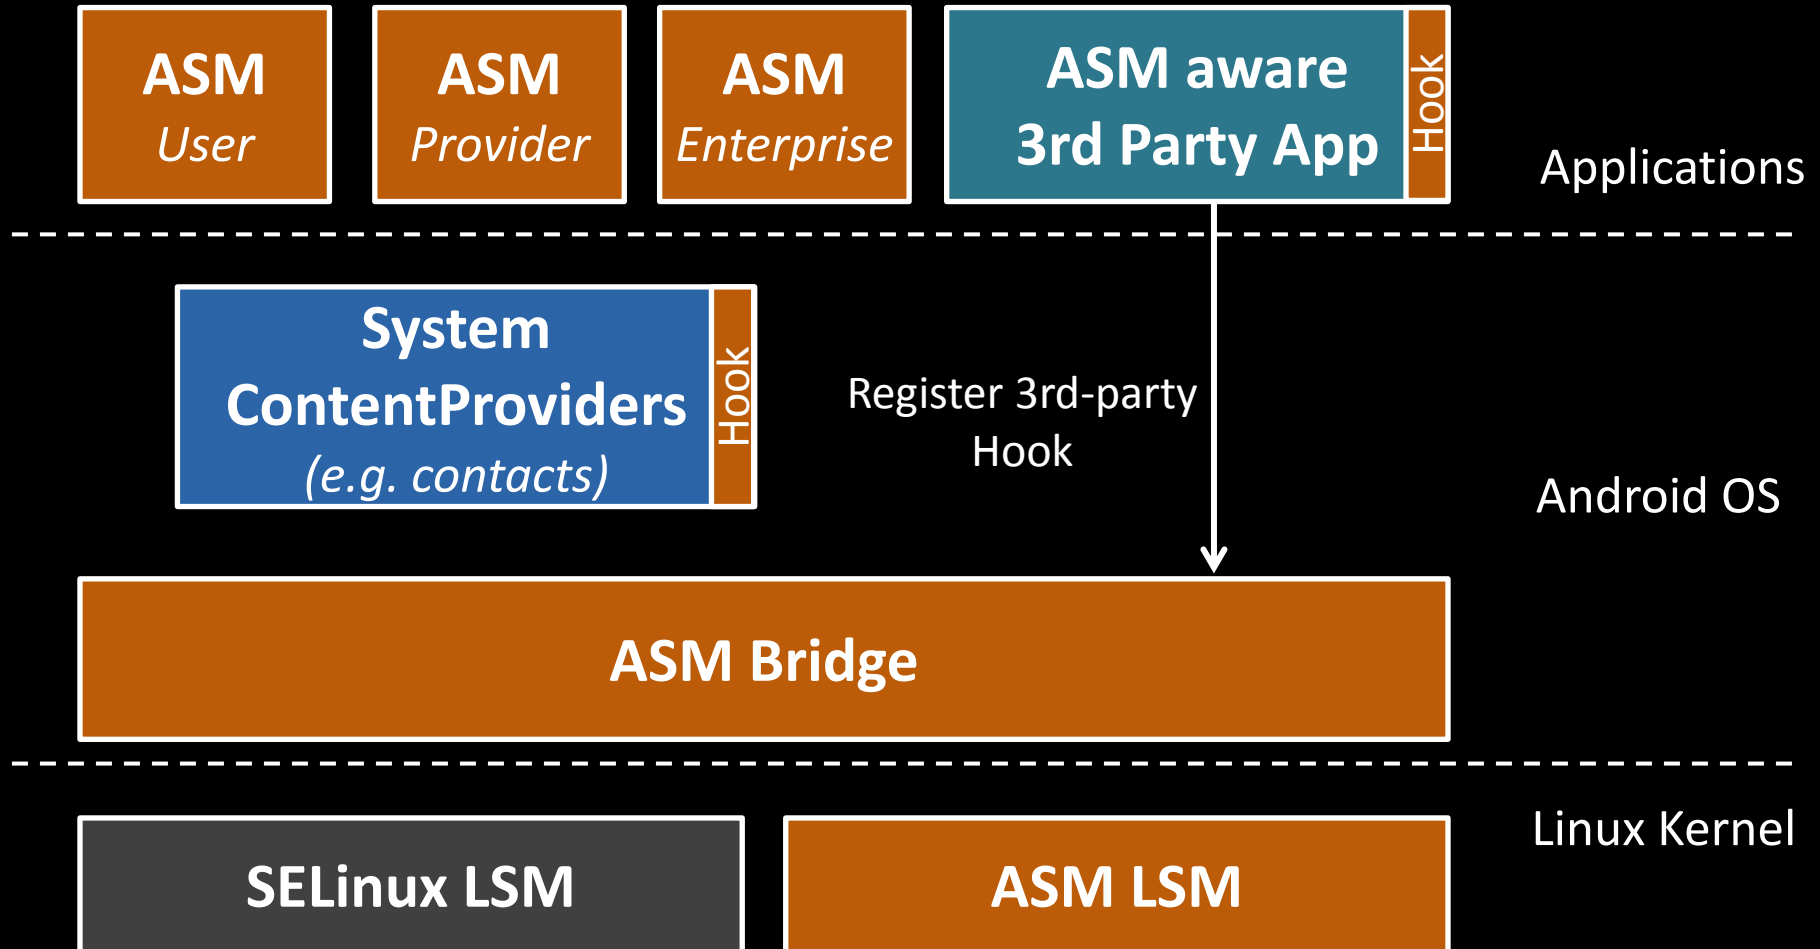 ASM
User
ASM
Provider
ASM
Enterprise
ASM aware
3rd Party App
Hook
Applications
System
ContentProviders
(e.g. contacts)
Hook
Register 3rd-party
Hook
Android OS
ASM Bridge
Linux Kernel
SELinux LSM
ASM LSM